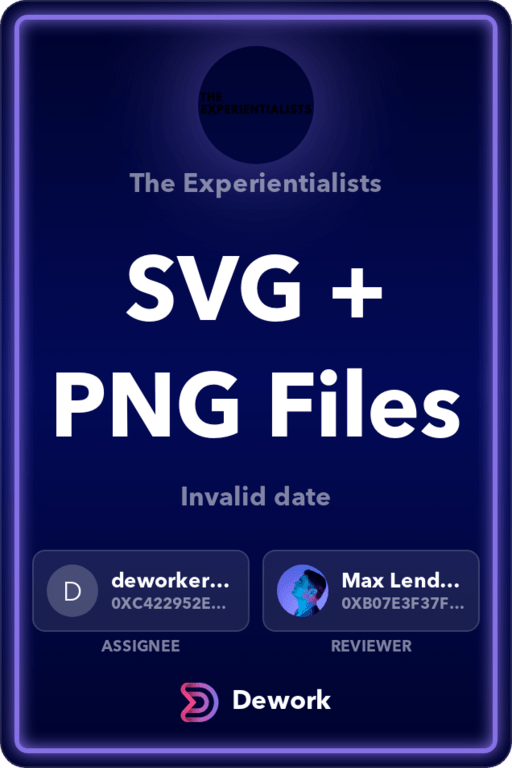 THE
EXPERIENTIALISTS
The Experientialists
SVG +
PNG Files
Invalid date
D
deworker...
0XC422952E...
ASSIGNEE
Max Lend...
0XB07E3F37F...
REVIEWER
Dework